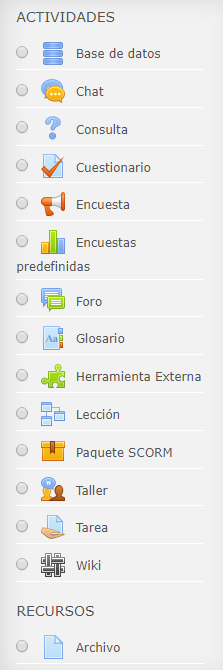 ACTIVIDADES
Base de datos
Chat
Consulta
Cuestionario
Encuesta
Encuestas
predefinidas
Foro
Aa
Glosario
Herramienta Externa
Lección
Paquete SCORM
Taller
Tarea
Wiki
RECURSOS
Archivo